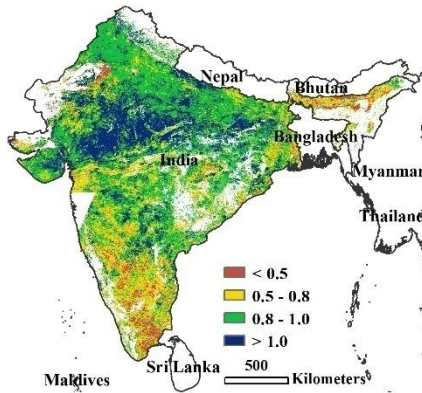 Nepal
Bhutan
Bangladesh
India
Myanmar
Thailand
< 0.5
0.5 - 0.8
0.8 - 1.0
> 1.0
Sri Lanka
500
Maldives
Kilometers